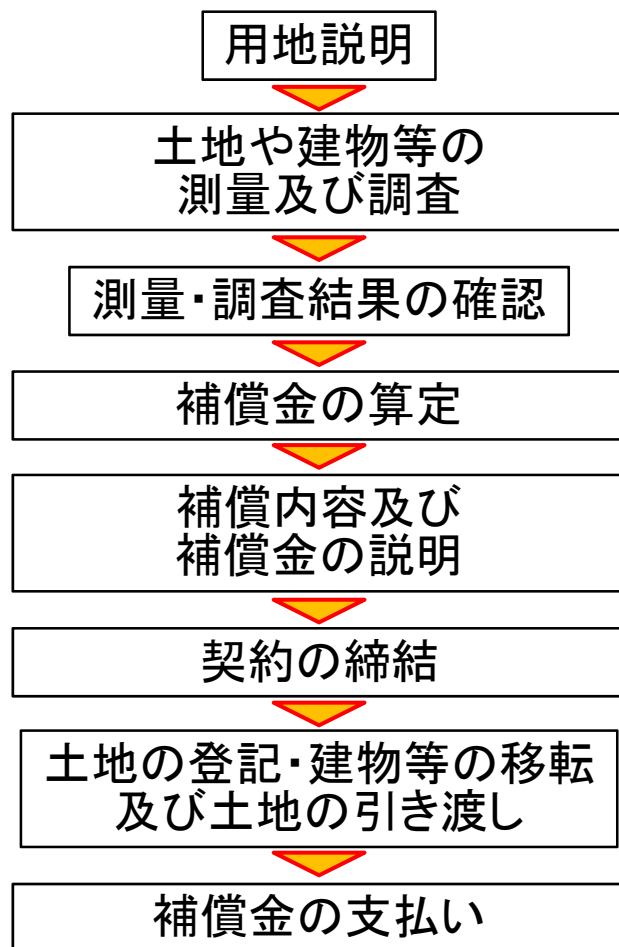 用地説明
土地や建物等の
測量及び調査
測量・調査結果の確認
補償金の算定
補償内容及び
補償金の説明
契約の締結
土地の登記・建物等の移転
及び土地の引き渡し
補償金の支払い